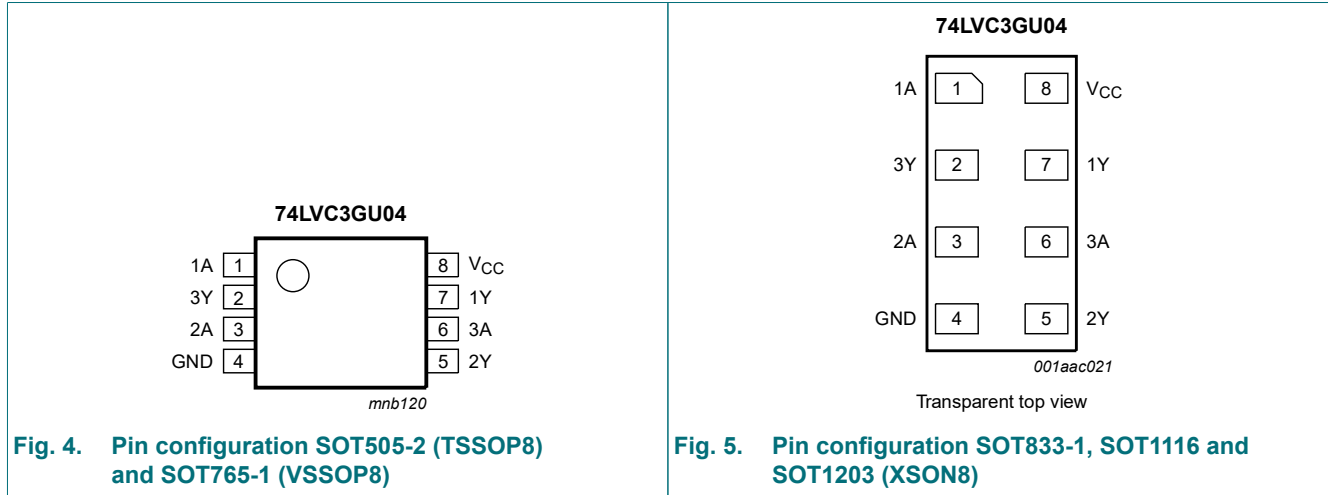 74LVC3GU04
1A 1 8 VCC
3Y 2 7 1Y
2A 3 6 3A
GND 4 5 2Y
mnb120
Fig. 4. Pin configuration SOT505-2 (TSSOP8)
and SOT765-1 (VSSOP8)
74LVC3GU04
1A 1 8 VCC
3Y 2 7 1Y
2A 3 6 3A
GND 4 5 2Y
001aac021
Transparent top view
Fig. 5. Pin configuration SOT833-1, SOT1116 and
SOT1203 (XSON8)